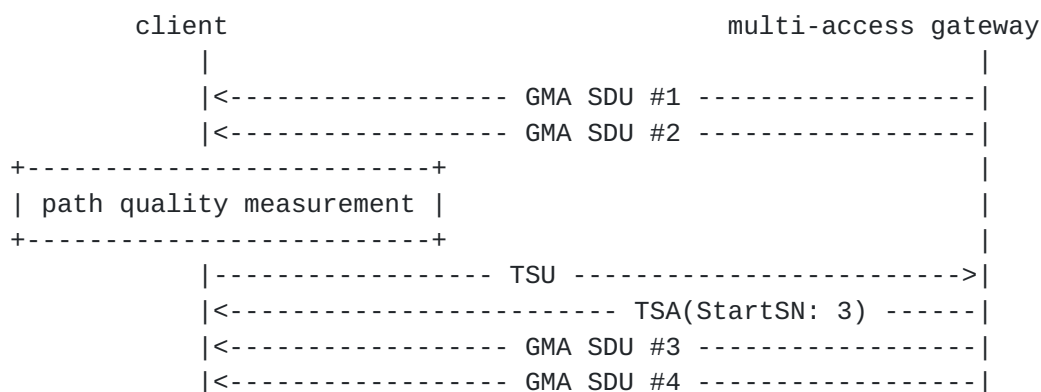 client multi-access gateway
| |
|<------------------ GMA SDU #1 ------------------|
|<------------------ GMA SDU #2 ------------------|
+----------------------------+ |
| path quality measurement | |
+----------------------------+ |
|------------------ TSU ------------------------->|
|<------------------------- TSA(StartSN: 3) ------|
|<------------------ GMA SDU #3 ------------------|
|<------------------ GMA SDU #4 ------------------|